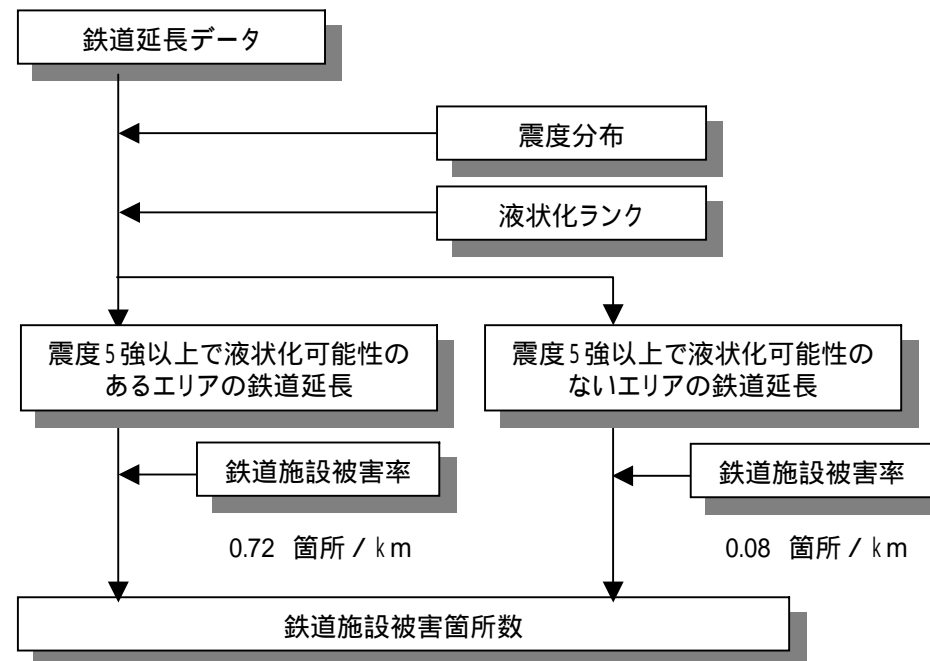 鉄道延長データ
震度分布
液状化ランク
震度5強以上で液状化可能性の
あるエリアの鉄道延長
震度5強以上で液状化可能性の
ないエリアの鉄道延長
鉄道施設被害率
鉄道施設被害率
0.72 箇所/km
0.08 箇所/km
鉄道施設被害箇所数